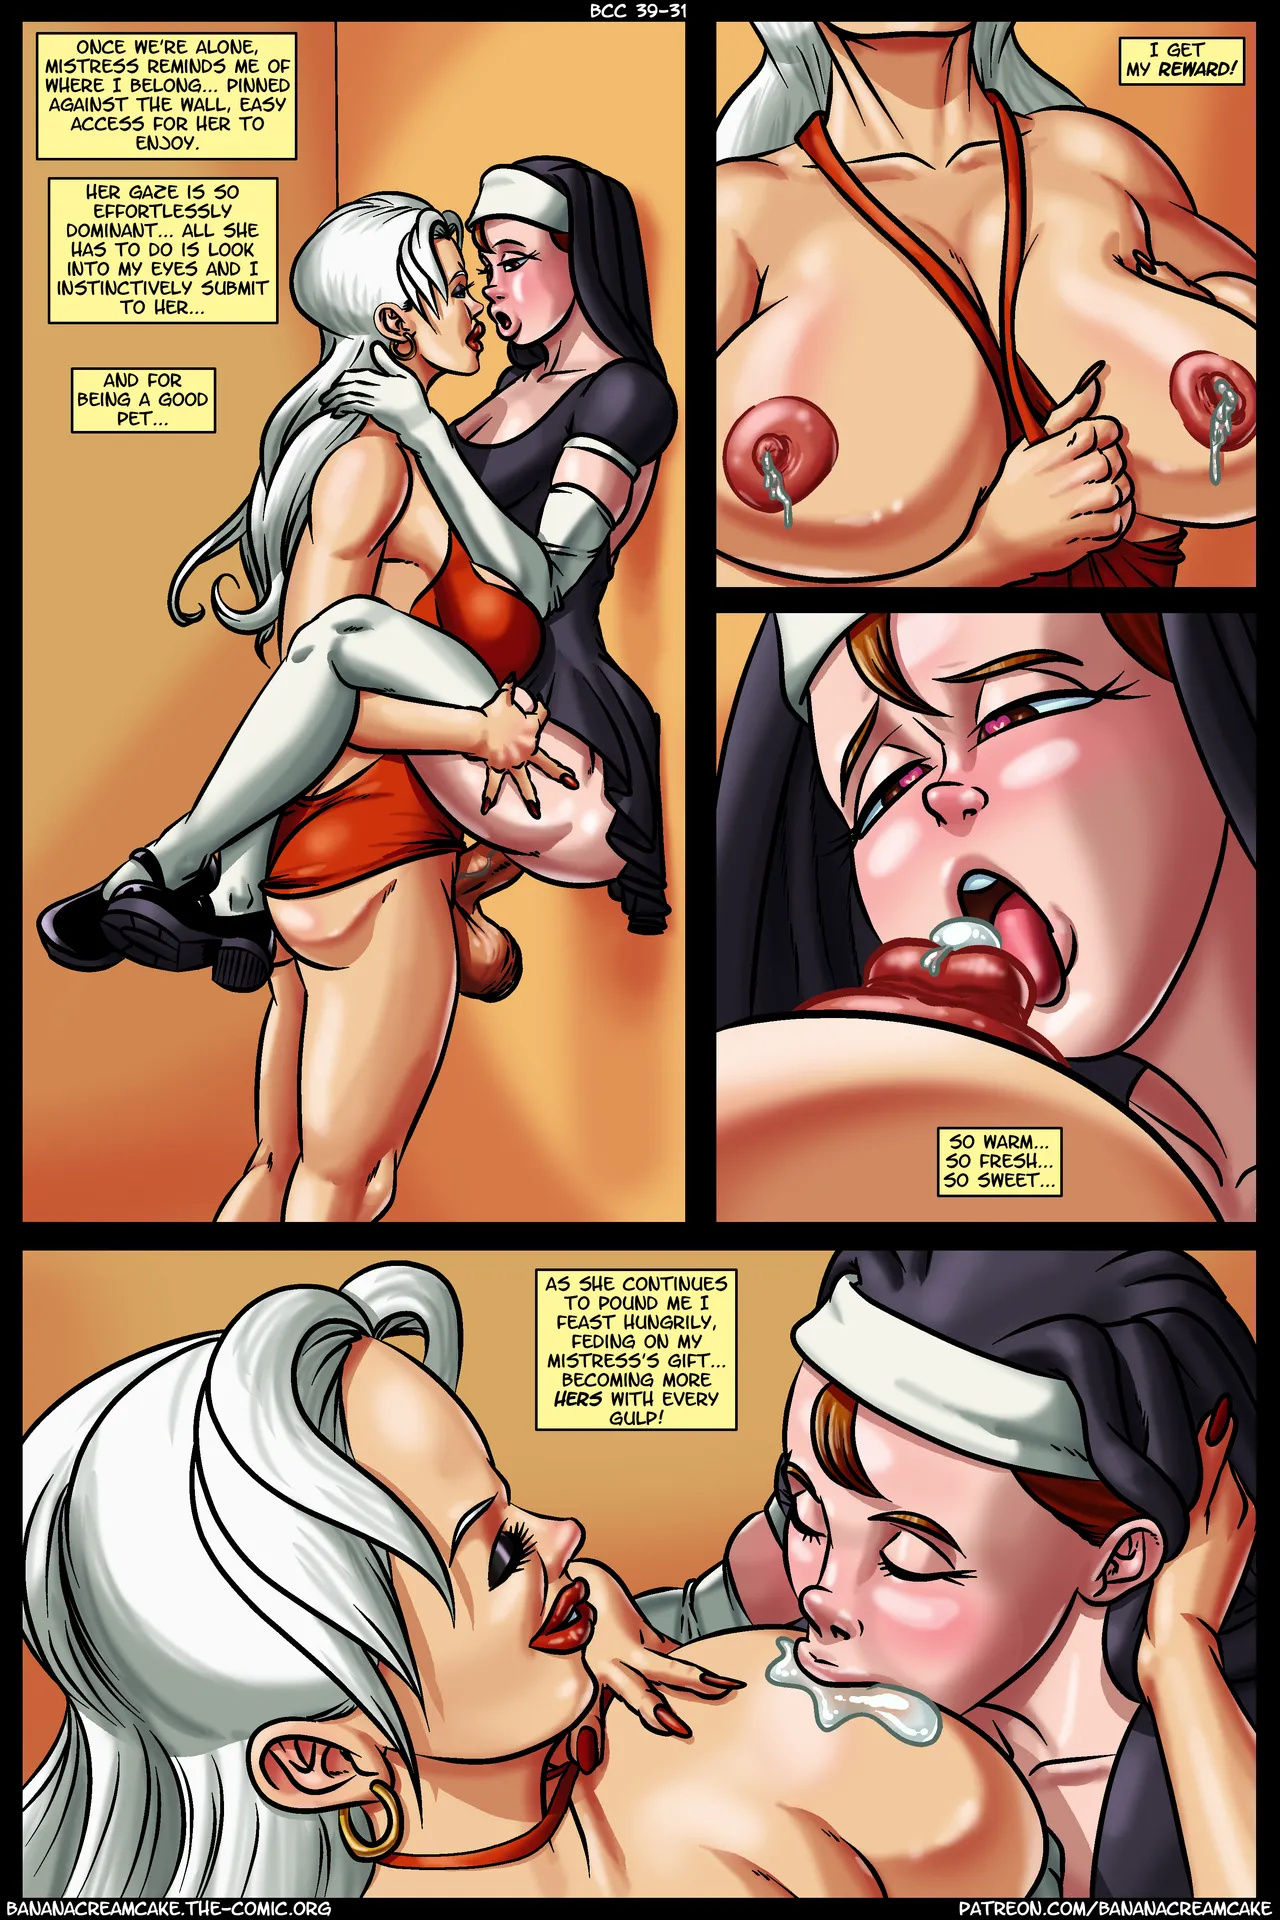 BCC 39-31
ONCE WE'RE ALONE,
MISTRESS REMINDS ME OF
WHERE I BELONG... PINNED
AGAINST THE WALL, EASY
ACCESS FOR HER TO
ENJOY.
HER GAZE IS SO
EFFORTLESSLY
DOMINANT... ALL SHE
HAS TO DO IS LOOK
INTO MY EYES AND I
INSTINCTIVELY SUBMIT
TO HER...
AND FOR
BEING A GOOD
PET...
I GET
MY REWARD!
SO WARM...
SO FRESH...
SO SWEET...
AS SHE CONTINUES
TO POUND ME I
FEAST HUNGRILY,
FEDING ON MY
MISTRESS'S GIFT...
BECOMING MORE
HERS WITH EVERY
GULP!
BANANACREAMCAKE.THE-COMIC.ORG
PATREON.COM/BANANACREAMCAKE